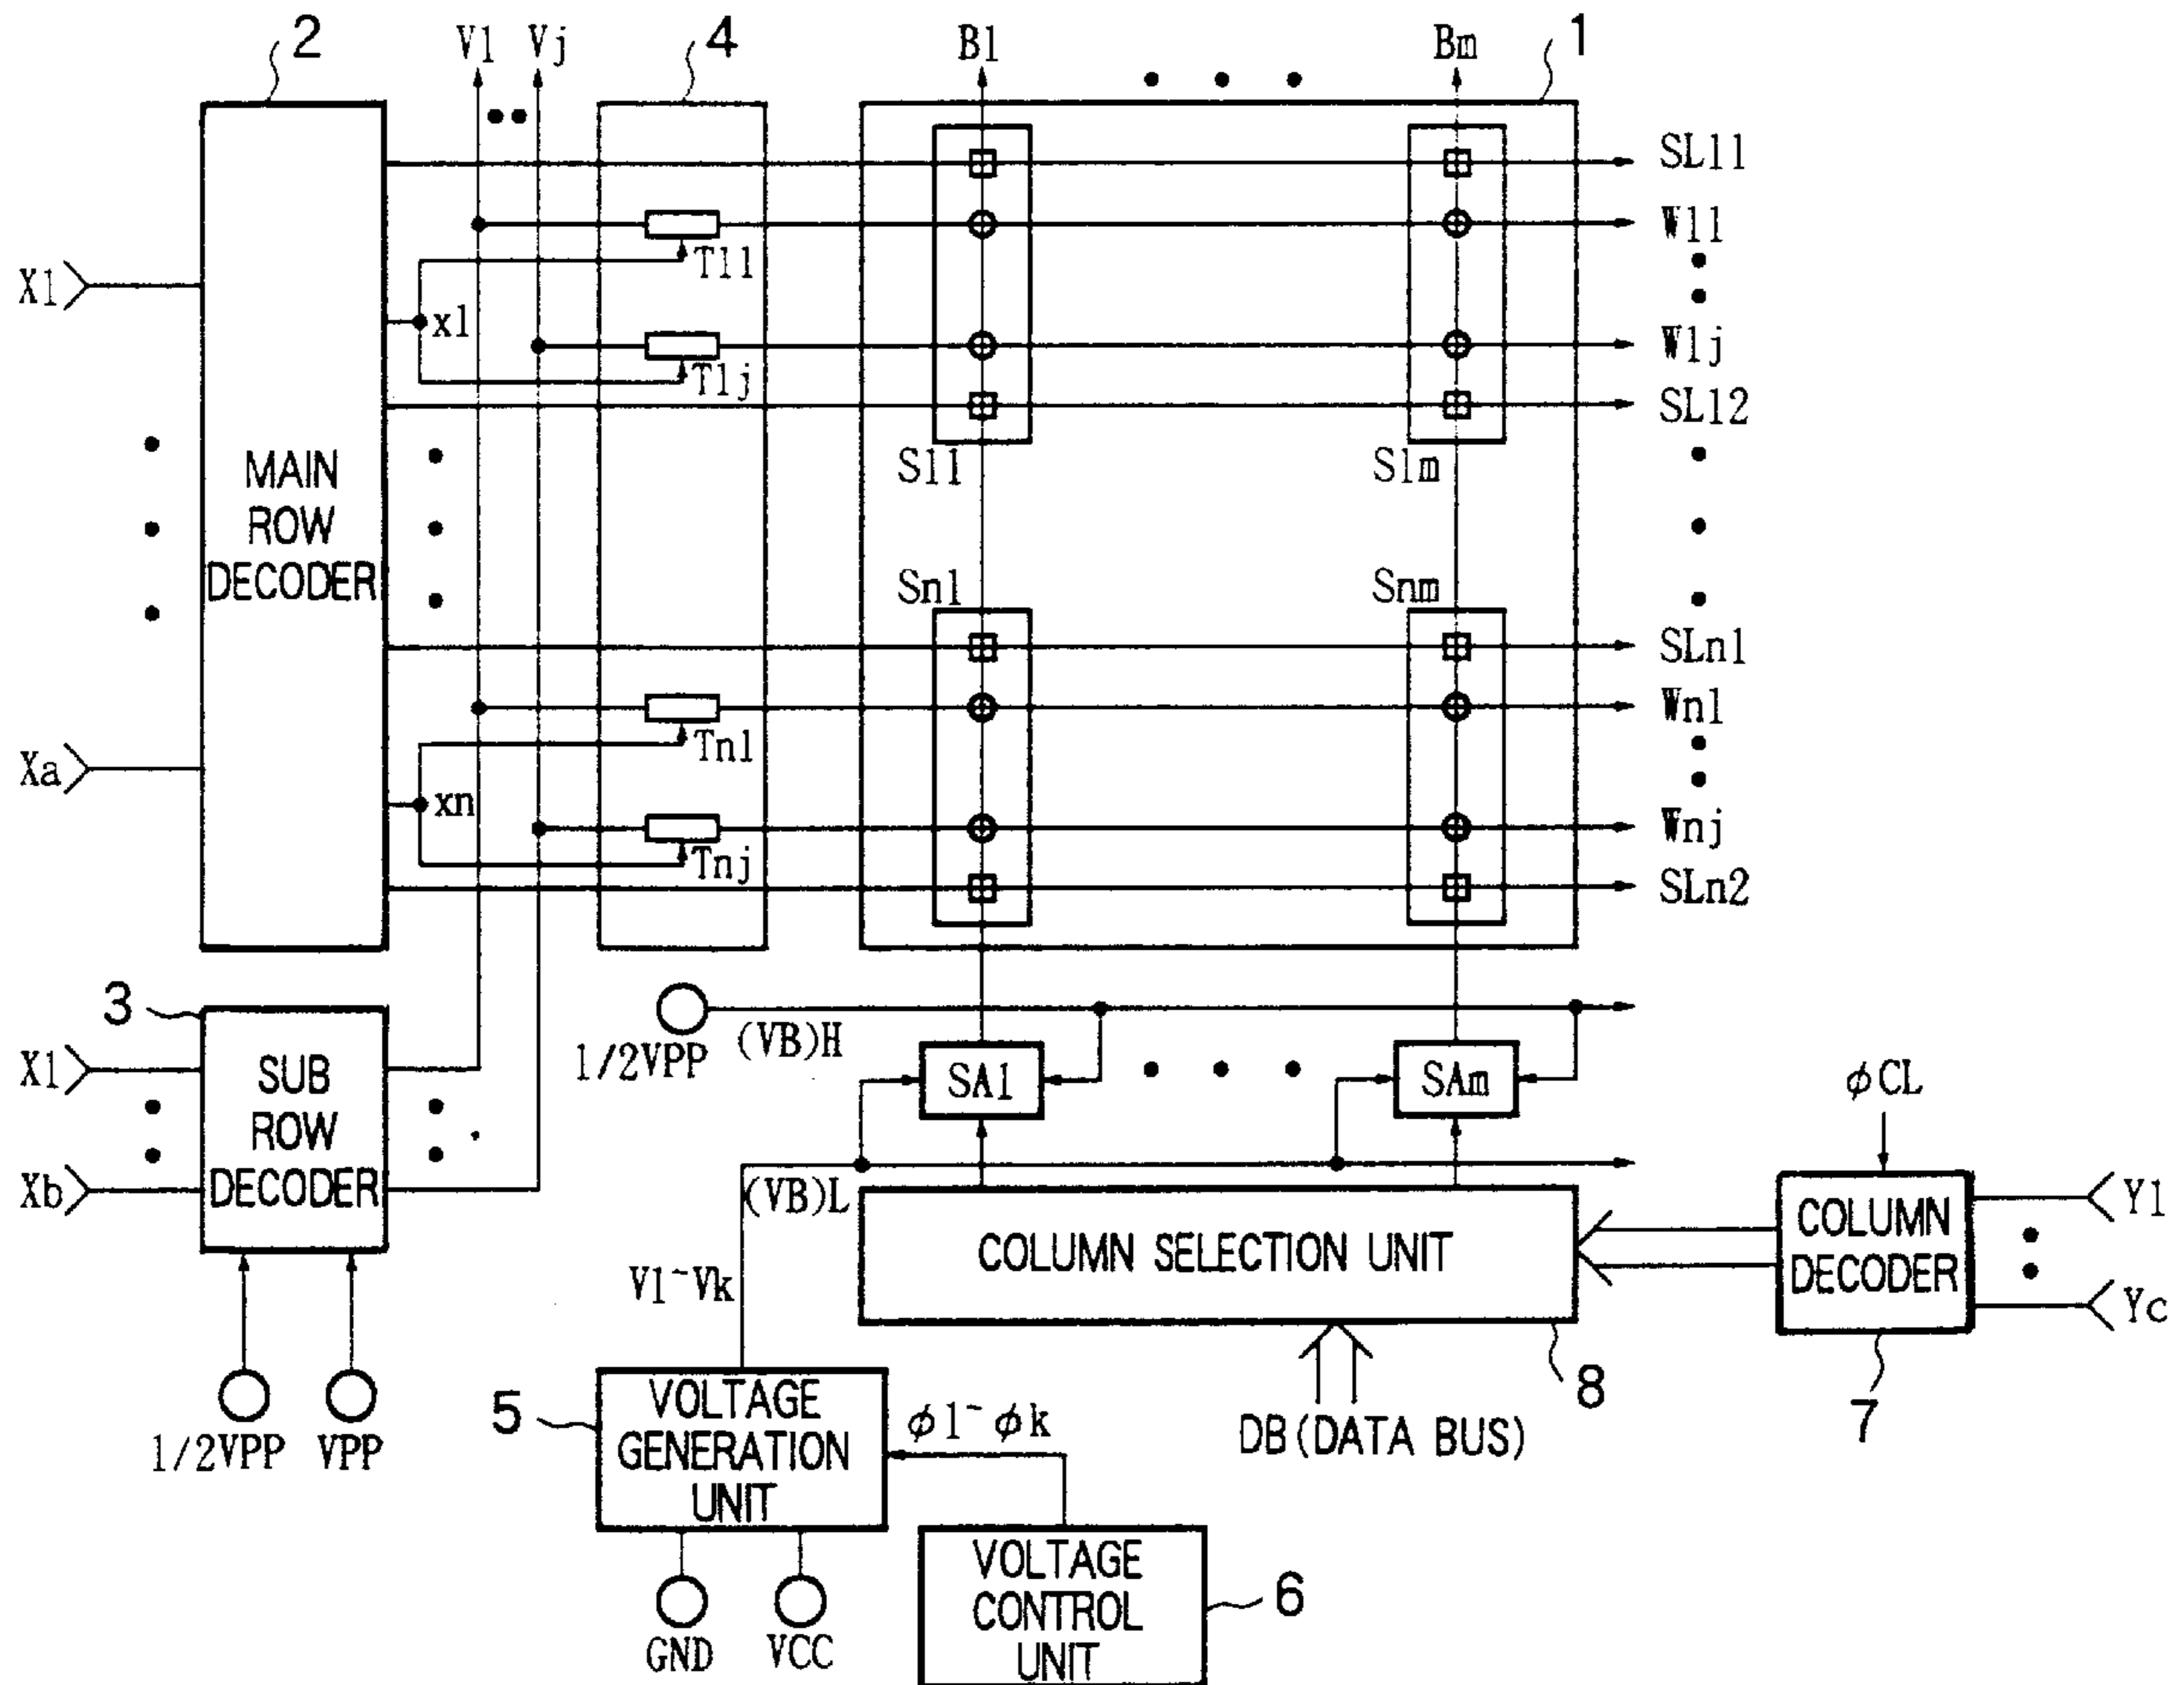 2
V1 Vj
4
B1
Bm
1
SL11
W11
T11
X1
x1
W1j
T1j
SL12
MAIN
ROW
DECODER
S11
S1m
Sn1
Snm
SLn1
Wn1
Tn1
Xa
xn
Wnj
Tnj
SLn2
3
1/2VPP
(VB)H
X1
SUB
ROW
DECODER
SA1
SAm
φCL
Xb
(VB)L
COLUMN SELECTION UNIT
COLUMN
DECODER
Y1
Yc
V1~Vk
8
7
1/2VPP
VPP
5
VOLTAGE
GENERATION
UNIT
φ1~φk
DB(DATA BUS)
GND
VCC
VOLTAGE
CONTROL
UNIT
6